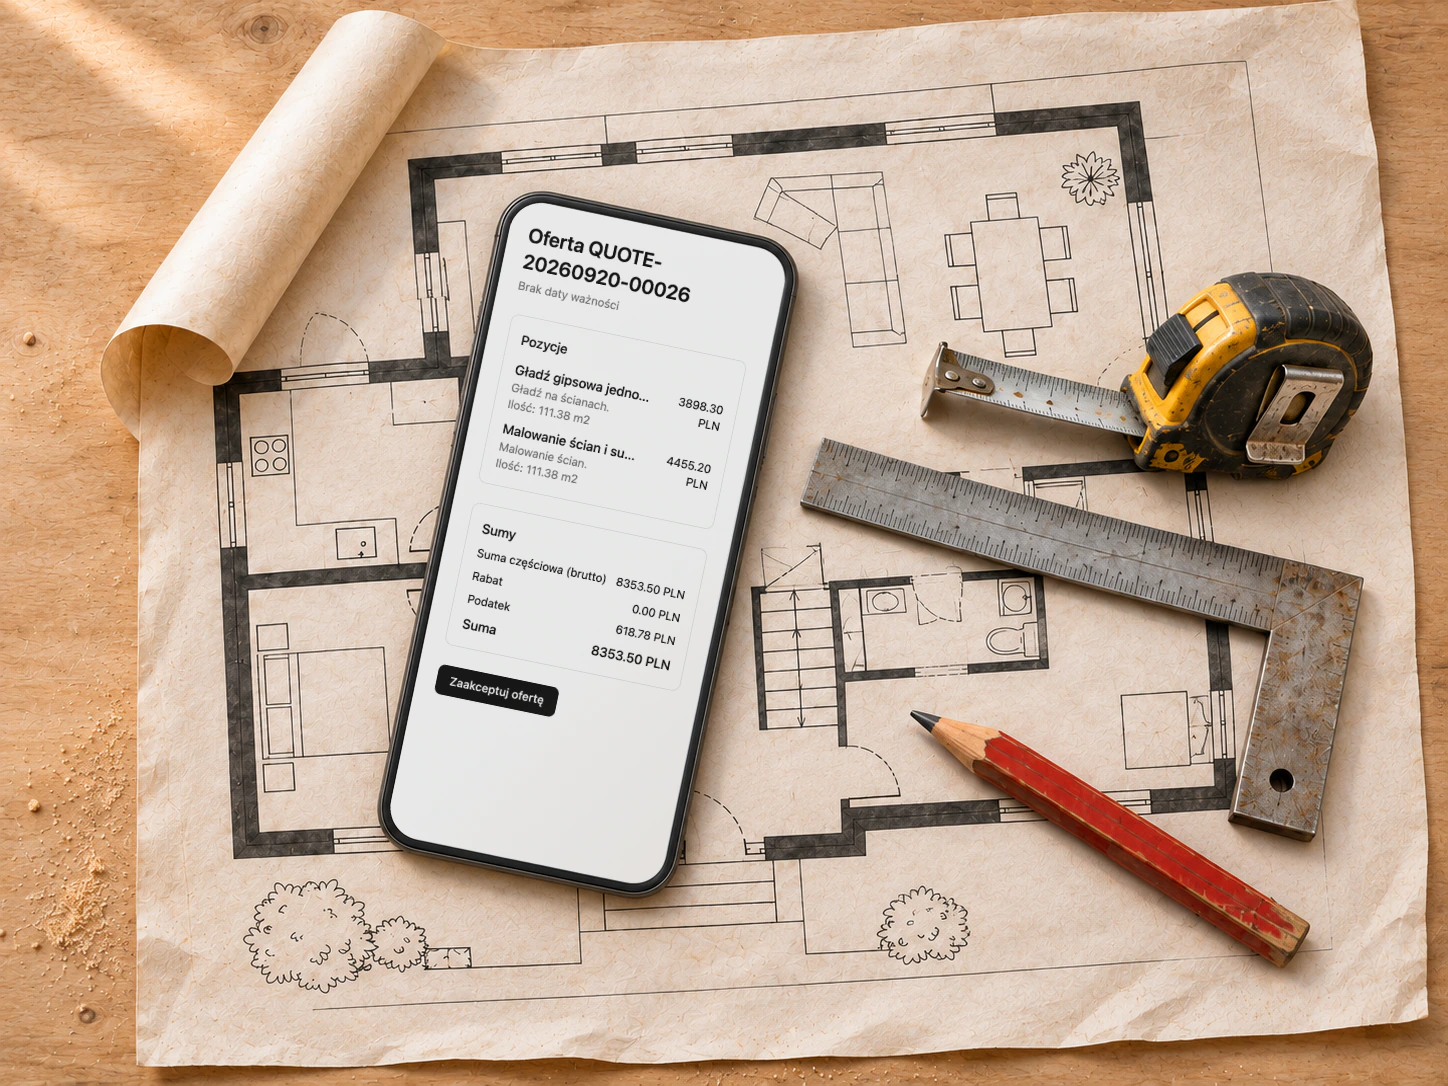 Oferta QUOTE-
20260920-00026
Brak daty ważności
Pozycje
Gładź gipsowa jedno...
3898.30
PLN
Gładź na ścianach.
Ilość: 111.38 m2
Malowanie ścian i su...
4455.20
PLN
Malowanie ścian.
Ilość: 111.38 m2
Sumy
Suma częściowa (brutto) 8353.50 PLN
Rabat 0.00 PLN
Podatek 618.78 PLN
Suma 8353.50 PLN
Zaakceptuj ofertę